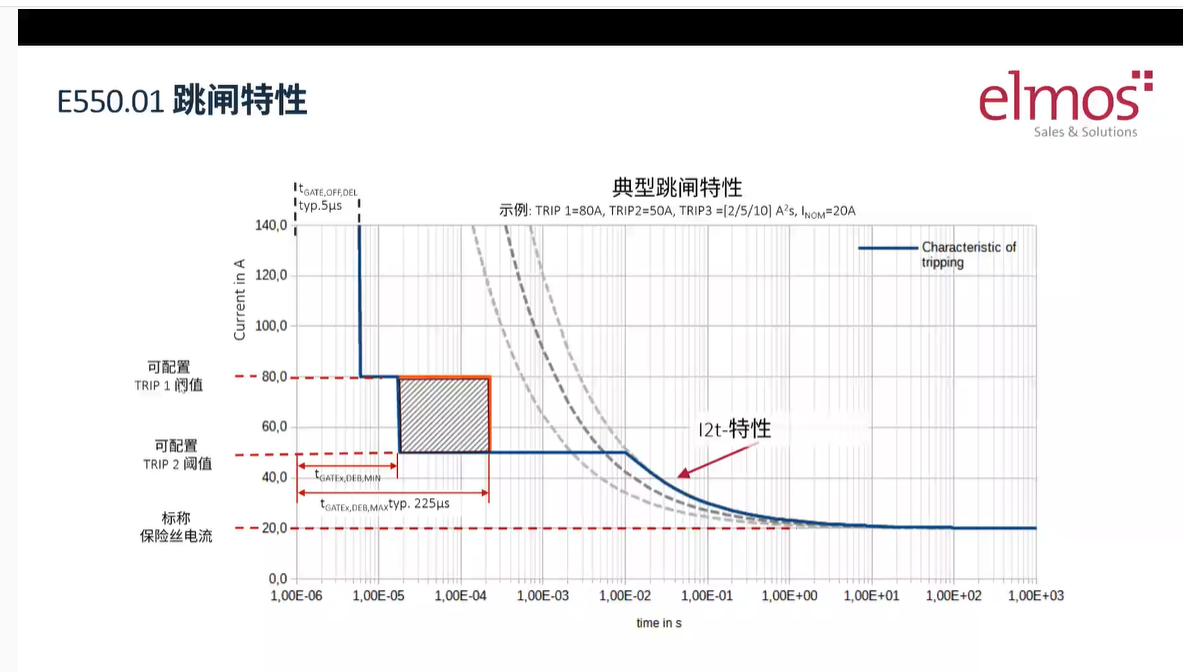 E550.01 跳闸特性
elmos
Sales & Solutions
tGATE,OFF,DEL
typ.5µs
典型跳闸特性
示例: TRIP 1=80A, TRIP2=50A, TRIP3 =[2/5/10] A²s, INOM=20A
Characteristic of
tripping
Current in A
140,0
120,0
100,0
80,0
60,0
40,0
20,0
0,0
可配置
TRIP 1 阀值
可配置
TRIP 2 阈值
标称
保险丝电流
I2t-特性
tGATEx,DEB,MIN
tGATEx,DEB,MAXtyp. 225µs
1,00E-06
1,00E-05
1,00E-04
1,00E-03
1,00E-02
1,00E-01
1,00E+00
1,00E+01
1,00E+02
1,00E+03
time in s